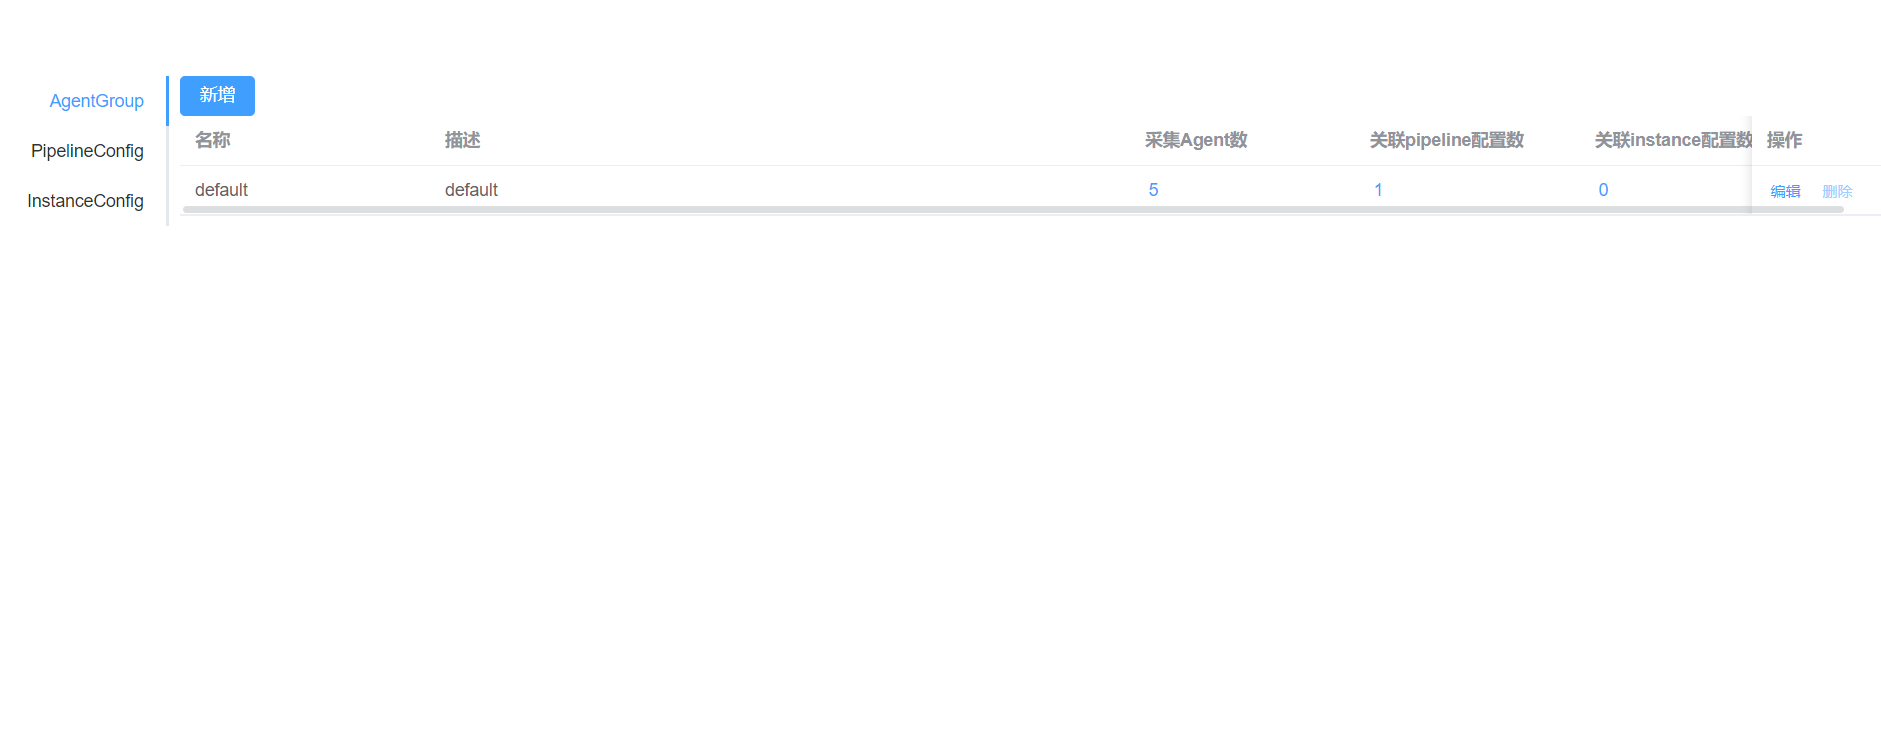 AgentGroup
PipelineConfig
InstanceConfig
新增
名称 描述 采集Agent数 关联pipeline配置数 关联instance配置数 操作
default default 5 1 0 编辑 删除